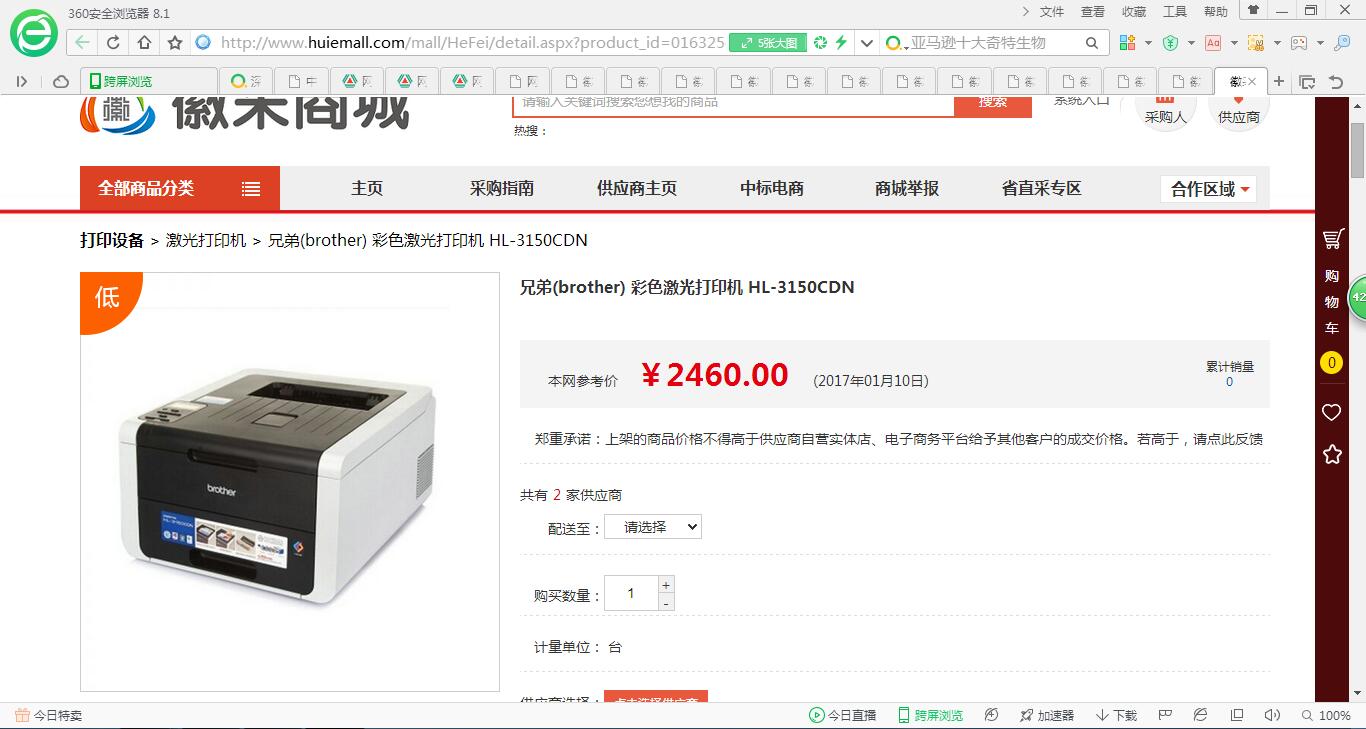 360安全浏览器 8.1
文件 查看 收藏 工具 帮助
http://www.huiemall.com/mall/HeFei/detail.aspx?product_id=016325
5张大图
亚马逊十大奇特生物
跨屏浏览
徽采商城
请输入关键词搜索您想找的商品
搜索
系统入口
采购人
供应商
热搜：
全部商品分类
主页
采购指南
供应商主页
中标电商
商城举报
省直采专区
合作区域
打印设备 > 激光打印机 > 兄弟(brother) 彩色激光打印机 HL-3150CDN
低
brother
HL-3150CDN
兄弟(brother) 彩色激光打印机 HL-3150CDN
本网参考价 ￥2460.00 (2017年01月10日)
累计销量
0
郑重承诺：上架的商品价格不得高于供应商自营实体店、电子商务平台给予其他客户的成交价格。若高于，请点此反馈
共有 2 家供应商
配送至： 请选择
购买数量： 1 + -
计量单位： 台
供应商选择： 点击选择供应商
购
物
车
0
42
今日特卖
今日直播
跨屏浏览
加速器
下载
100%